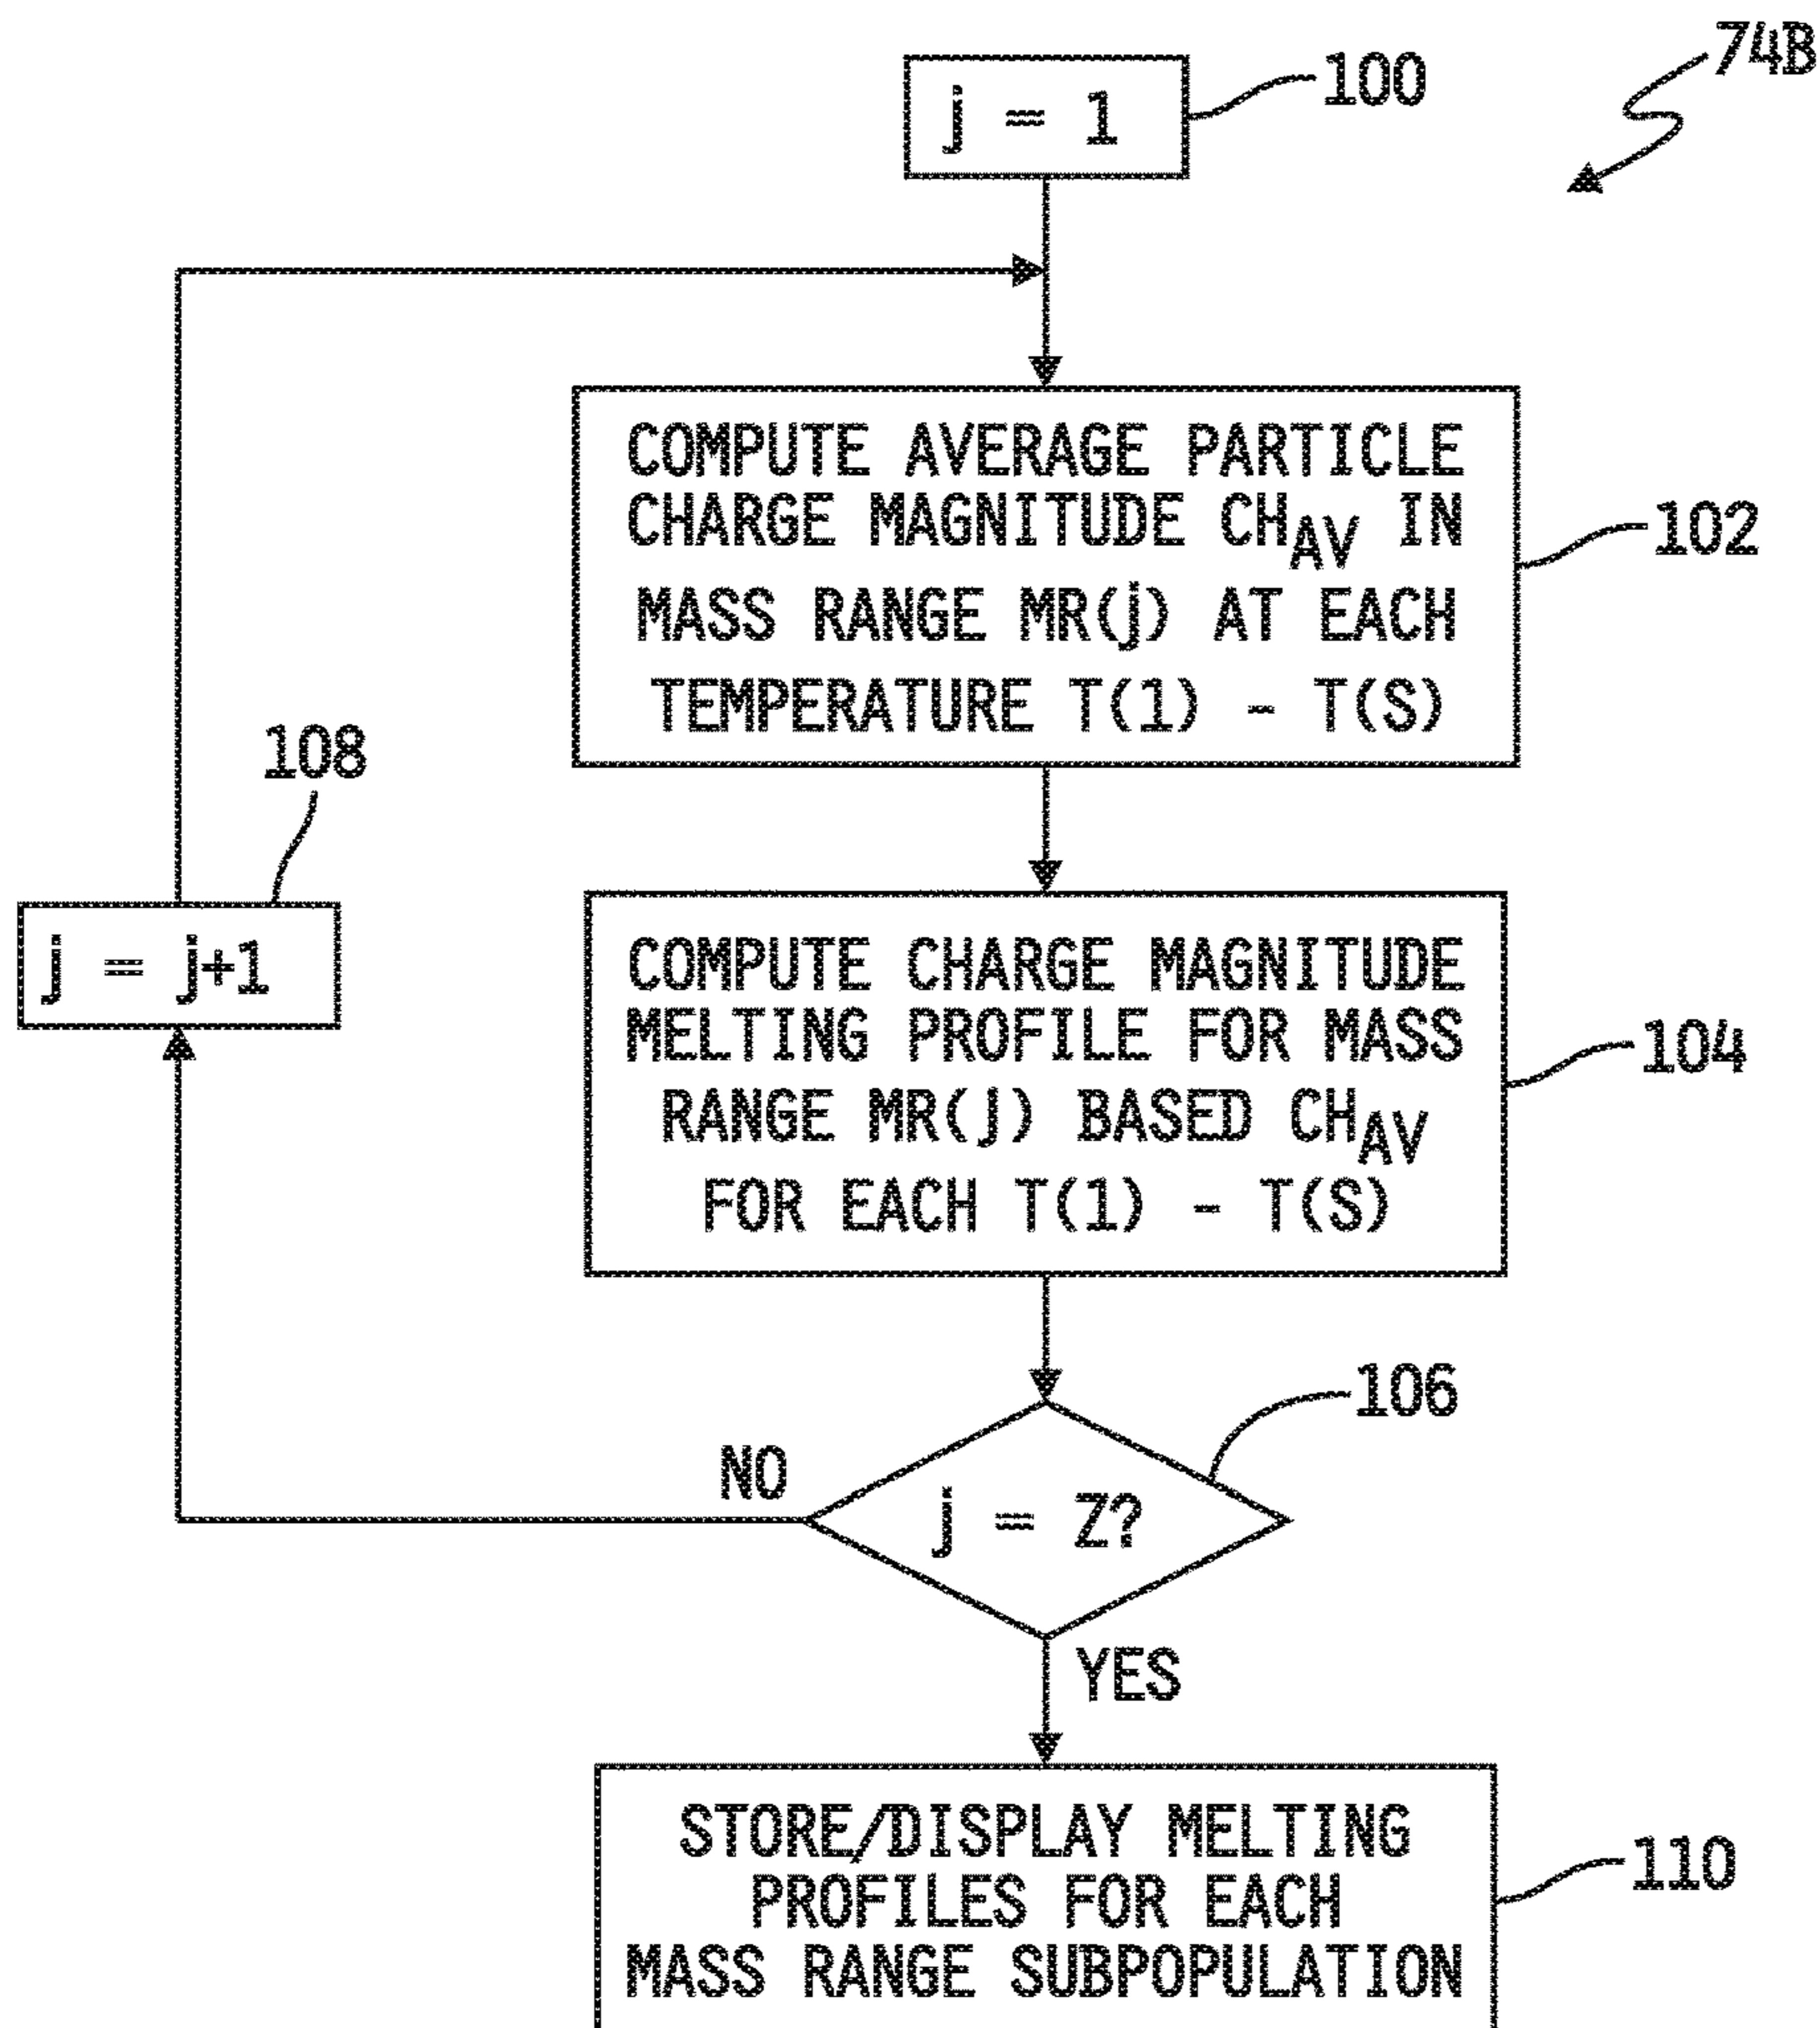 74B
j = 1
100
COMPUTE AVERAGE PARTICLE
CHARGE MAGNITUDE CHAV IN
MASS RANGE MR(j) AT EACH
TEMPERATURE T(1) - T(S)
102
108
j = j+1
COMPUTE CHARGE MAGNITUDE
MELTING PROFILE FOR MASS
RANGE MR(j) BASED CHAV
FOR EACH T(1) - T(S)
104
106
NO
j = Z?
YES
STORE/DISPLAY MELTING
PROFILES FOR EACH
MASS RANGE SUBPOPULATION
110